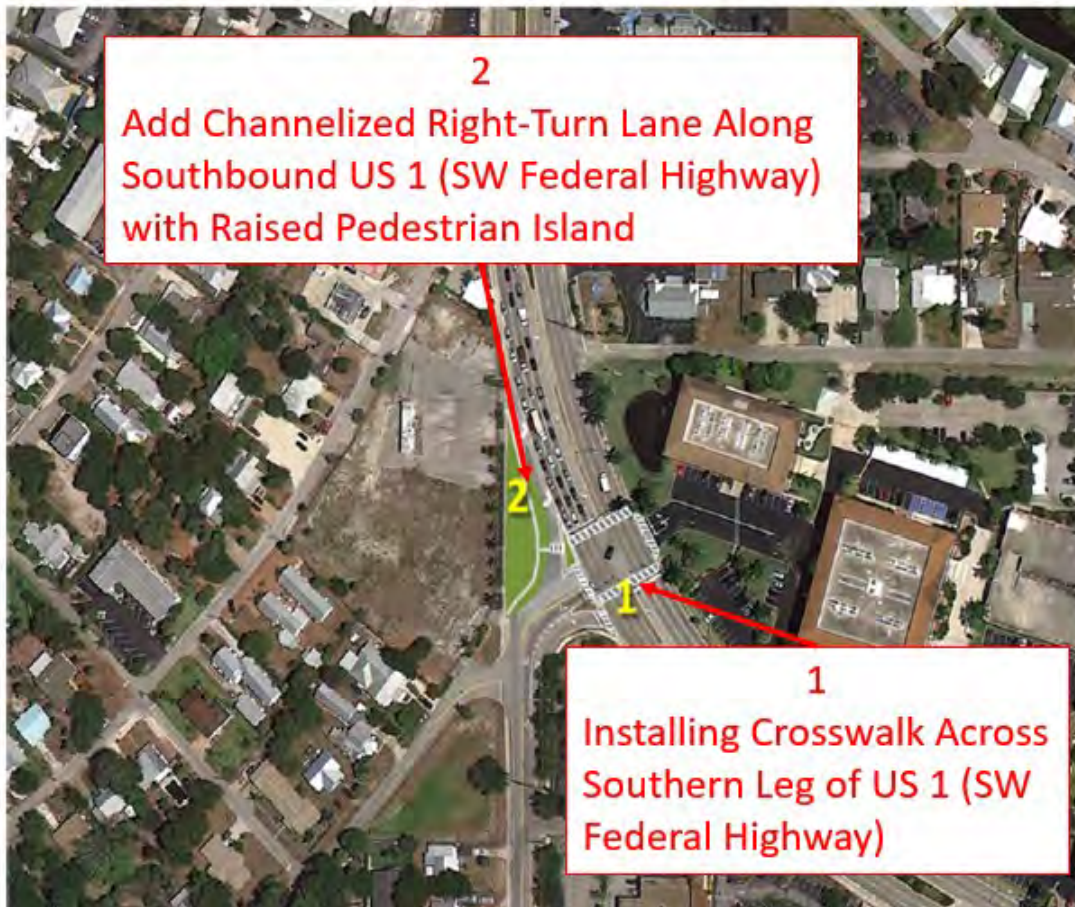 2
Add Channelized Right-Turn Lane Along
Southbound US 1 (SW Federal Highway)
with Raised Pedestrian Island
2
1
1
Installing Crosswalk Across
Southern Leg of US 1 (SW
Federal Highway)